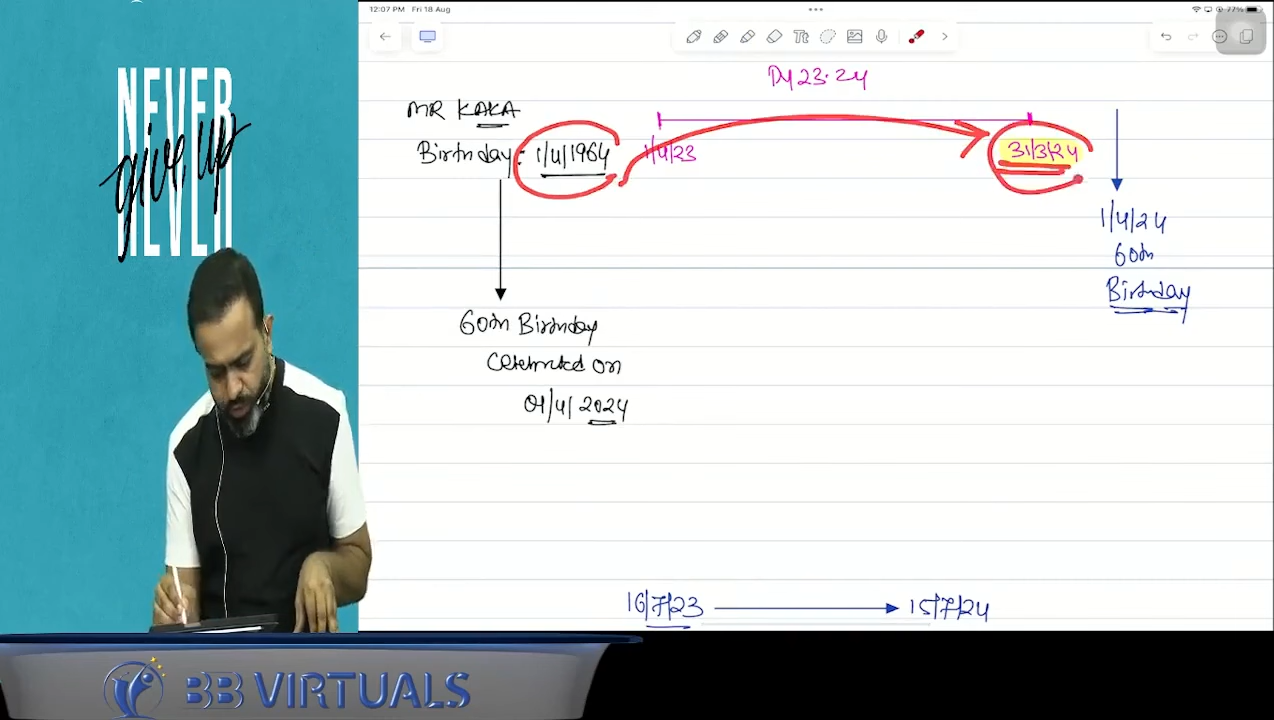 12:07 PM Fri 18 Aug
77%
NEVER
give up
NEVER
Tt
PY 23.24
MR KAKA
Birthday: 1/4/1964
1/4/23
31/3/24
1/4/24
60th
Birthday
60th Birthday
Celebrated on
01/4/2024
16/7/23
15/7/24
BB VIRTUALS